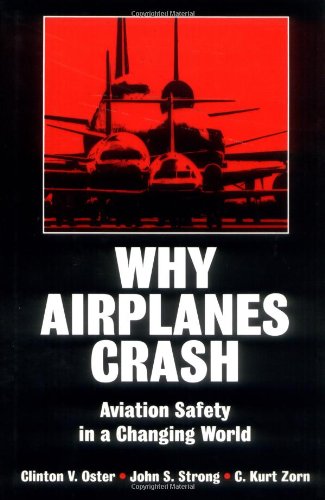 WHY
AIRPLANES
CRASH
Aviation Safety
in a Changing World
Clinton V. Oster • John S. Strong • C. Kurt Zorn